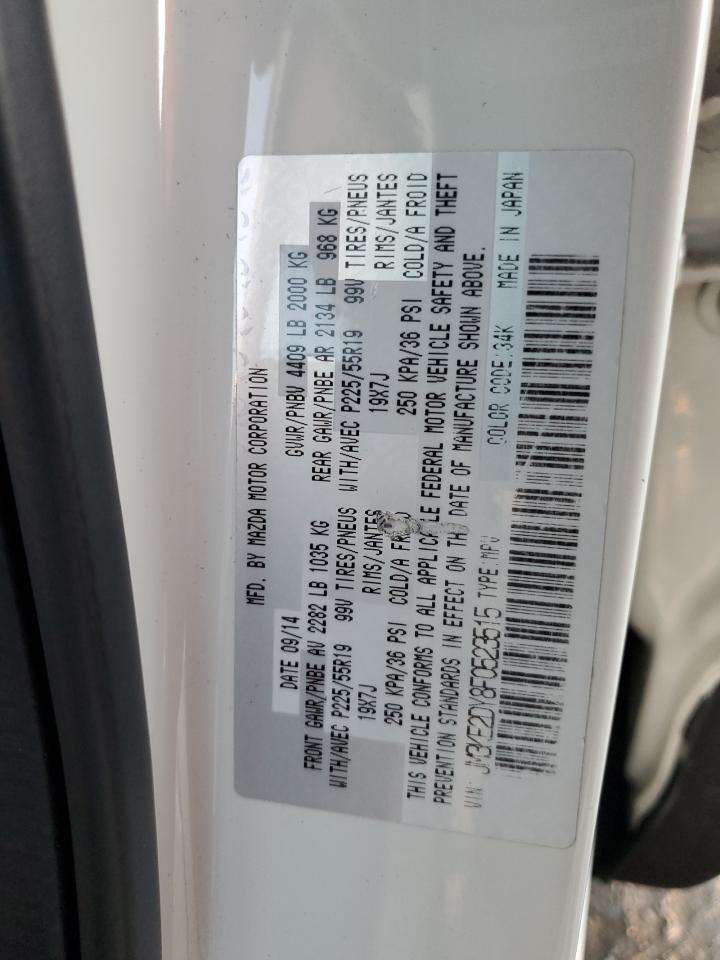 MFD. BY MAZDA MOTOR CORPORATION
DATE 09/14 GVWR/PNBV 4409 LB 2000 KG
FRONT GAWR/PNBE AV 2282 LB 1035 KG REAR GAWR/PNBE AR 2134 LB 968 KG
WITH/AVEC P225/55R19 99V TIRES/PNEUS WITH/AVEC P225/55R19 99V TIRES/PNEUS
19X7J RIMS/JANTES 19X7J RIMS/JANTES
250 KPA/36 PSI COLD/A FROID 250 KPA/36 PSI COLD/A FROID
THIS VEHICLE CONFORMS TO ALL APPLICABLE FEDERAL MOTOR VEHICLE SAFETY AND THEFT
PREVENTION STANDARDS IN EFFECT ON THE DATE OF MANUFACTURE SHOWN ABOVE.
VIN: JM3KE2DY8F0523515 TYPE:MPV COLOR CODE:34K MADE IN JAPAN